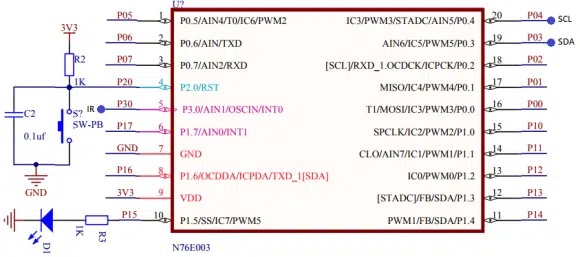 U?
P05 1 P0.5/AIN4/T0/IC6/PWM2 IC3/PWM3/STADC/AIN5/P0.4 20 P04 SCL
3V3
P06 2 P0.6/AIN/TXD AIN6/IC5/PWM5/P0.3 19 P03 SDA
R2
P07 3 P0.7/AIN2/RXD [SCL]/RXD_1.OCDCK/ICPCK/P0.2 18 P02
1K
P20 4 P2.0/RST MISO/IC4/PWM4/P0.1 17 P01
C2
S?
IR P30 5 P3.0/AIN1/OSCIN/INT0 T1/MOSI/IC3/PWM3/P0.0 16 P00
SW-PB
0.1uf
P17 6 P1.7/AIN0/INT1 SPCLK/IC2/PWM2/P1.0 15 P10
GND 7 GND CLO/AIN7/IC1/PWM1/P1.1 14 P11
P16 8 P1.6/OCDDA/ICPDA/TXD_1[SDA] IC0/PWM0/P1.2 13 P12
GND
3V3 9 VDD [STADC]/FB/SDA/P1.3 12 P13
P15 10 P1.5/SS/IC7/PWM5 PWM1/FB/SDA/P1.4 11 P14
D1
1K
R3
N76E003